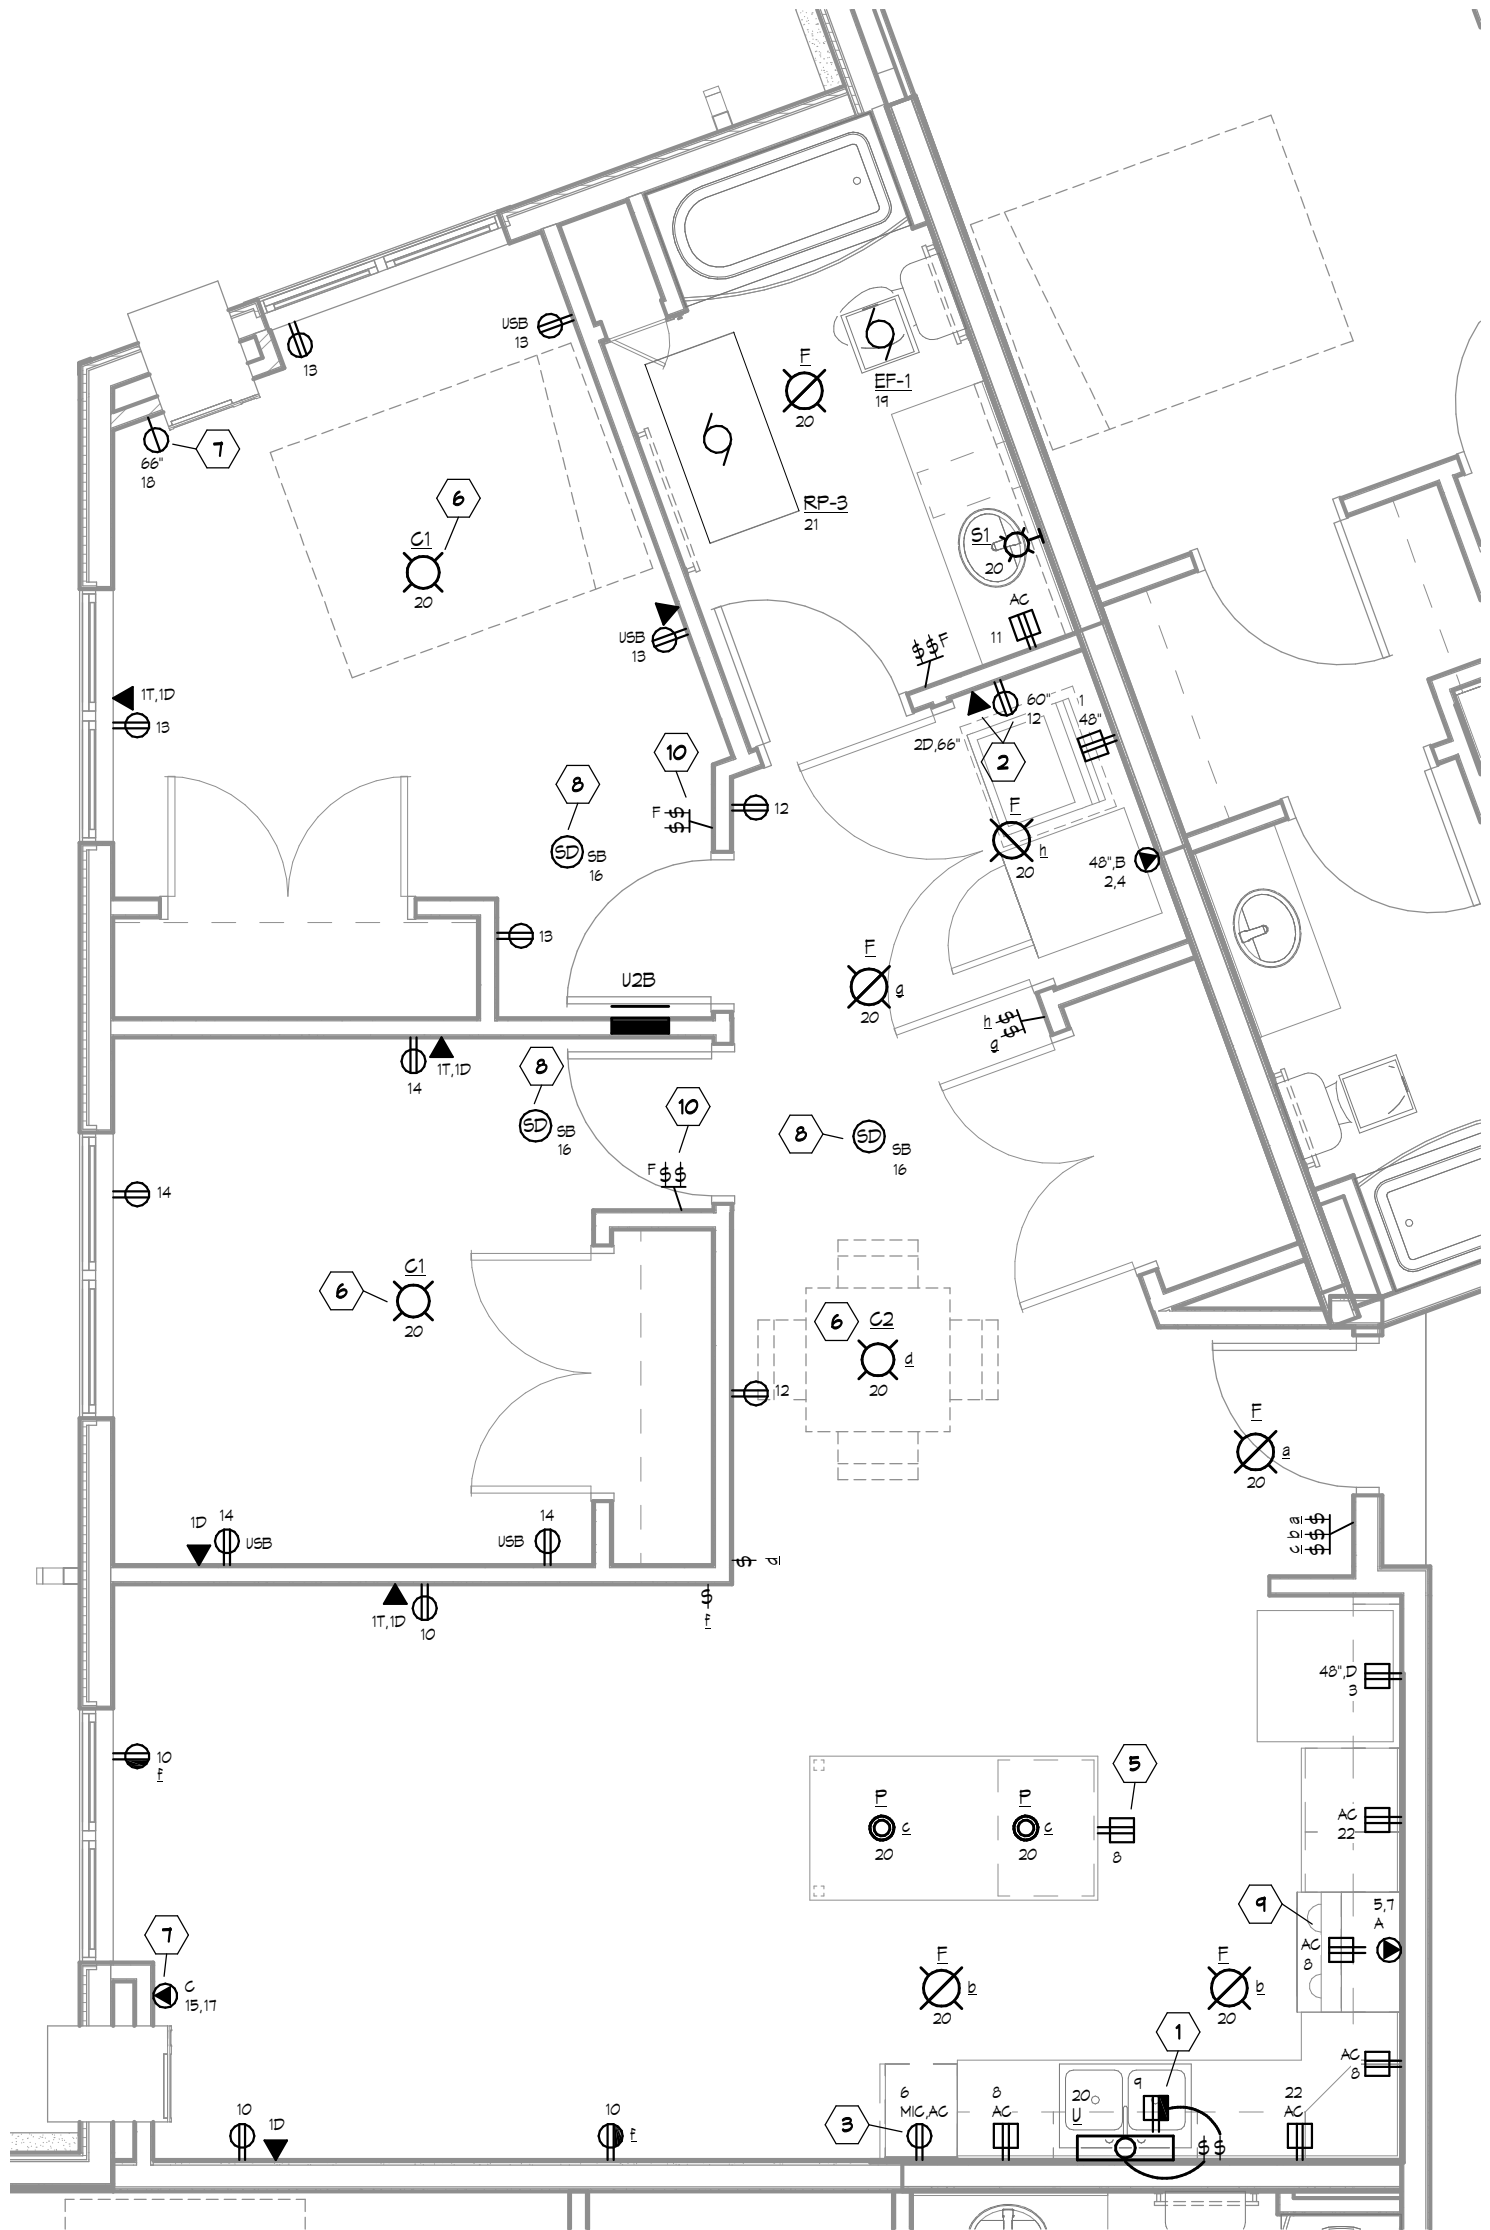 USB
13
13
F
20
EF-1
19
7
66"
18
6
C1
20
RP-3
21
S1
20
AC
11
USB
13
$$F
1T,1D
13
60"
12
1
48"
2D,66"
2
10
8
F $$
12
F
h
20
SD
SB
16
48",B
2,4
13
F
g
20
U2B
h $
g $
8
14
1T,1D
10
SD
SB
16
8
SD
SB
16
F $$
14
C1
6
20
6
C2
d
20
12
F
a
20
1D
14
USB
14
USB
c b a
$$$
$ d
1T,1D
10
$
f
48",D
3
10
f
5
P
c
20
P
c
20
8
AC
22
9
5,7
A
AC
8
7
C
15,17
F
b
20
F
b
20
1
AC
8
10
1D
10
f
3
6
MIC,AC
8
AC
20
U
9
22
AC
$$